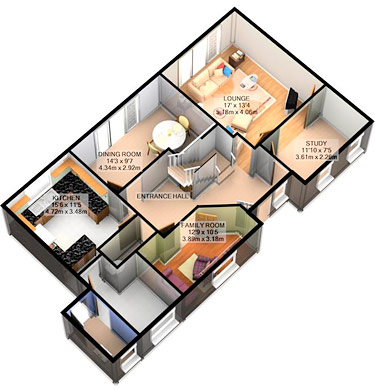 LOUNGE
17' x 13'4
5.18m x 4.06m
STUDY
11'10 x 7'5
3.61m x 2.26m
DINING ROOM
14'3 x 9'7
4.34m x 2.92m
ENTRANCE HALL
KITCHEN
15'6 x 11'5
4.72m x 3.48m
FAMILY ROOM
12'9 x 10'5
3.89m x 3.18m